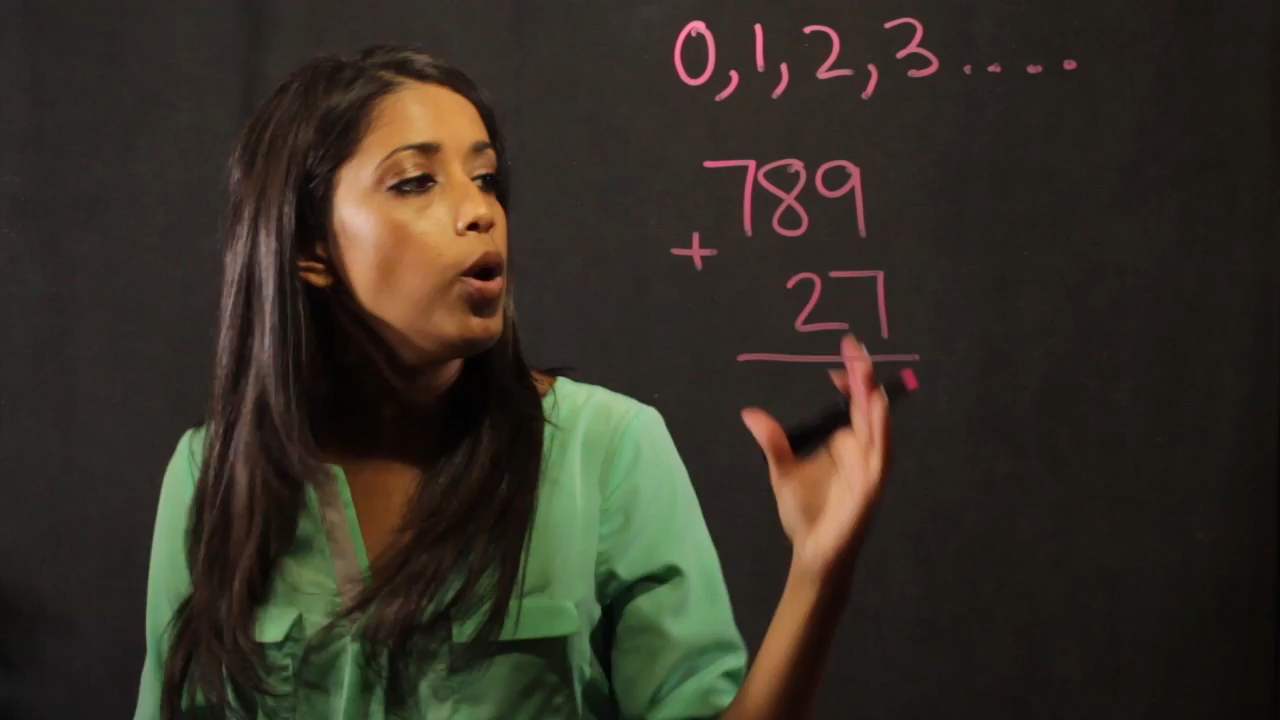 0, 1, 2, 3 .....
789
+
27